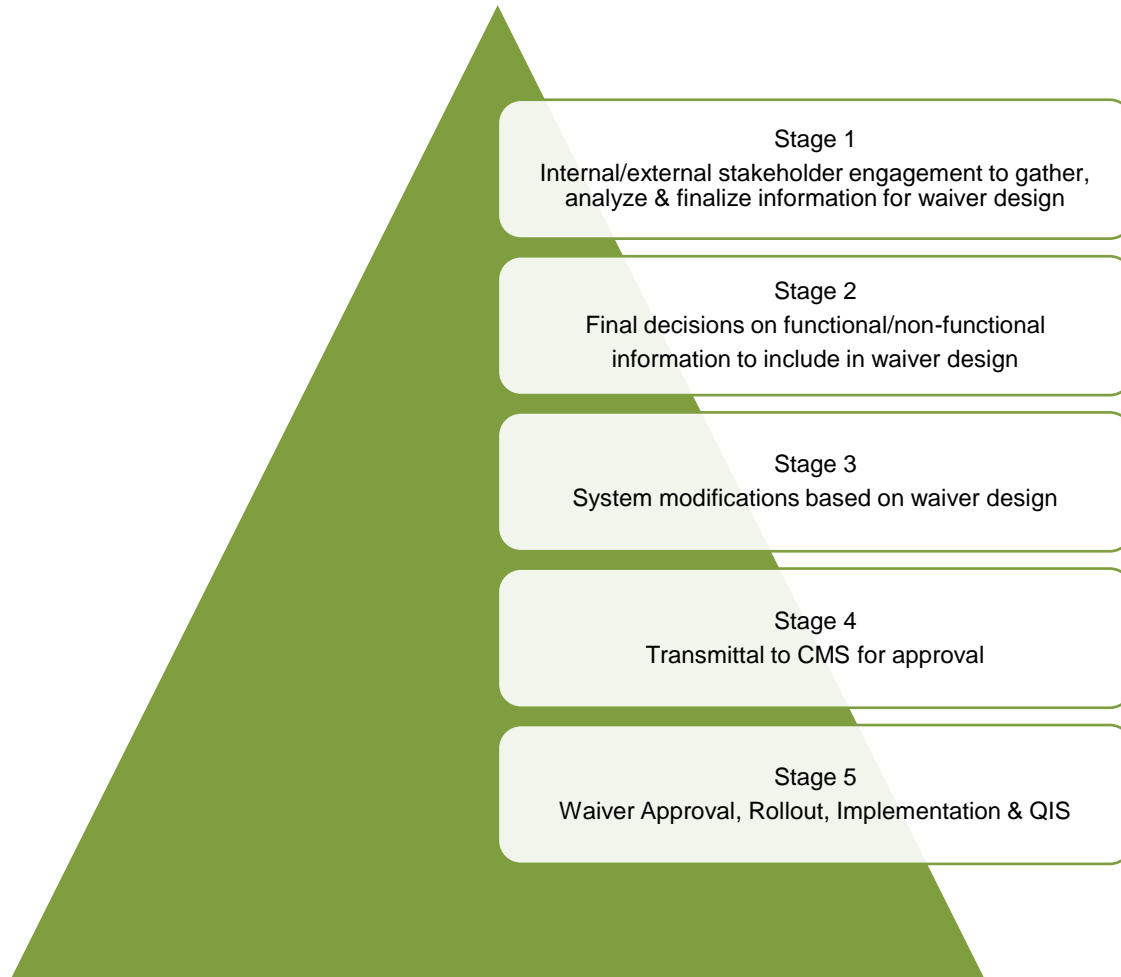 Stage 1
Internal/external stakeholder engagement to gather,
analyze & finalize information for waiver design
Stage 2
Final decisions on functional/non-functional
information to include in waiver design
Stage 3
System modifications based on waiver design
Stage 4
Transmittal to CMS for approval
Stage 5
Waiver Approval, Rollout, Implementation & QIS